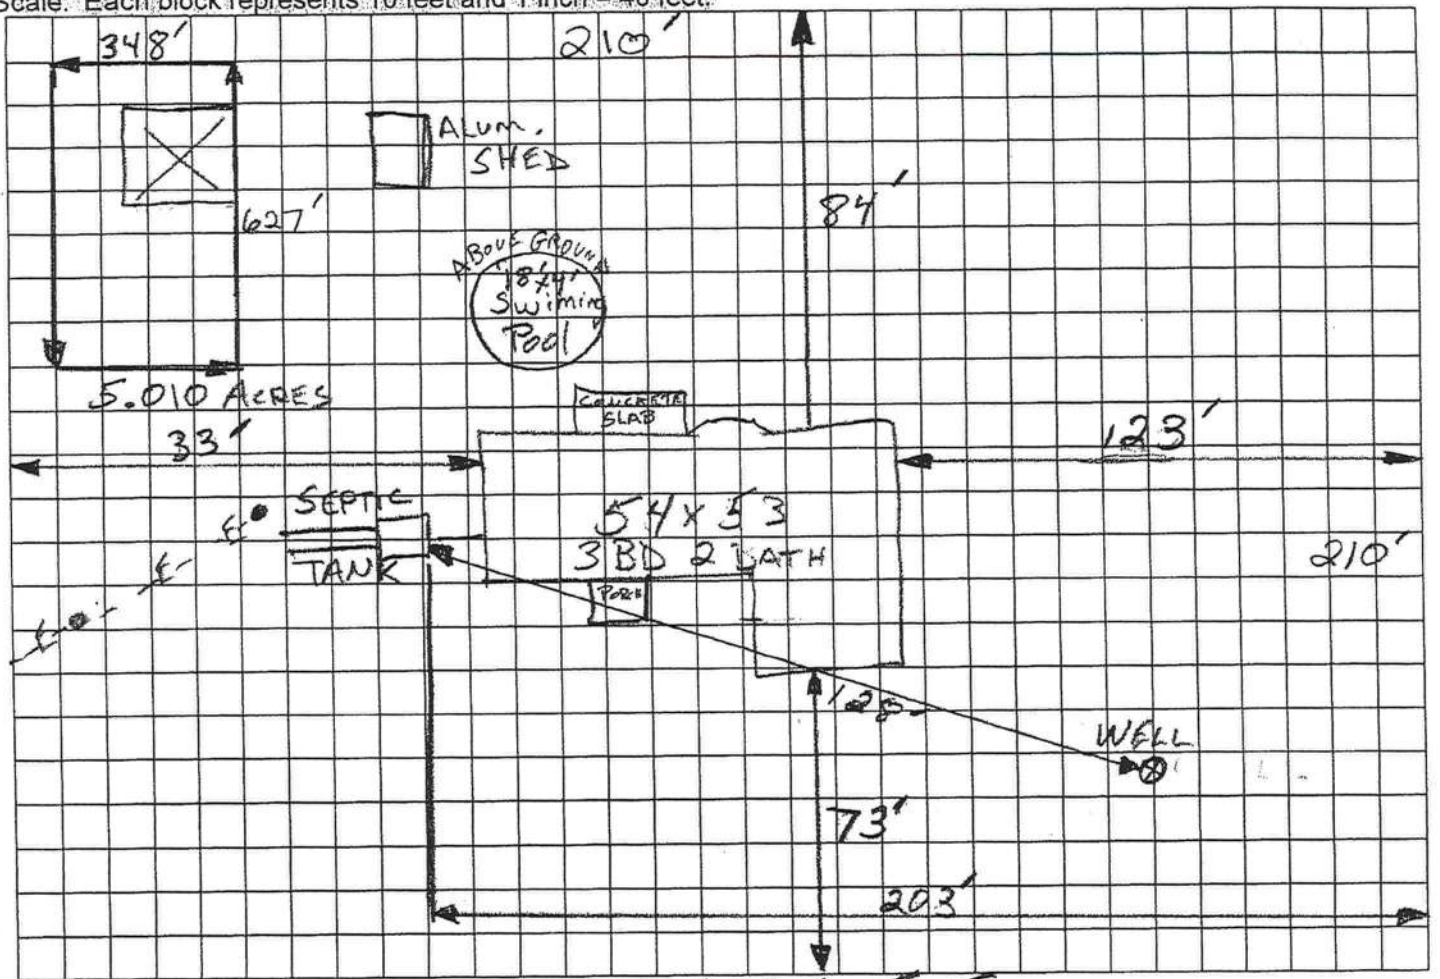 Scale: Each block represents 10 feet and 1 inch = 40 feet.
348'
210'
ALUM.
SHED
627'
84'
ABOVE GROUND
18'x4'
Swiming
Pool
5.010 ACRES
CONCRETE
SLAB
33'
123'
SEPTIC
TANK
54 x 53
3 BD 2 BATH
210'
PORCH
WELL
73'
203'